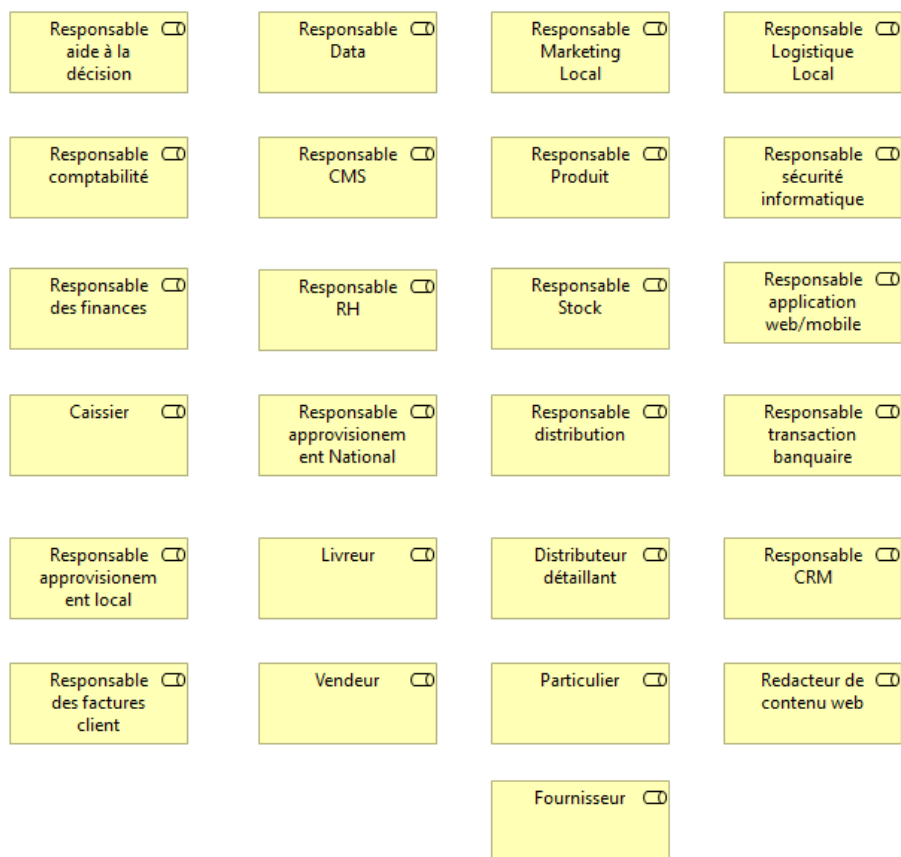 Responsable
aide à la
décision
Responsable
Data
Responsable
Marketing
Local
Responsable
Logistique
Local
Responsable
comptabilité
Responsable
CMS
Responsable
Produit
Responsable
sécurité
informatique
Responsable
des finances
Responsable
RH
Responsable
Stock
Responsable
application
web/mobile
Caissier
Responsable
approvisionem
ent National
Responsable
distribution
Responsable
transaction
banquaire
Responsable
approvisionem
ent local
Livreur
Distributeur
détaillant
Responsable
CRM
Responsable
des factures
client
Vendeur
Particulier
Redacteur de
contenu web
Fournisseur